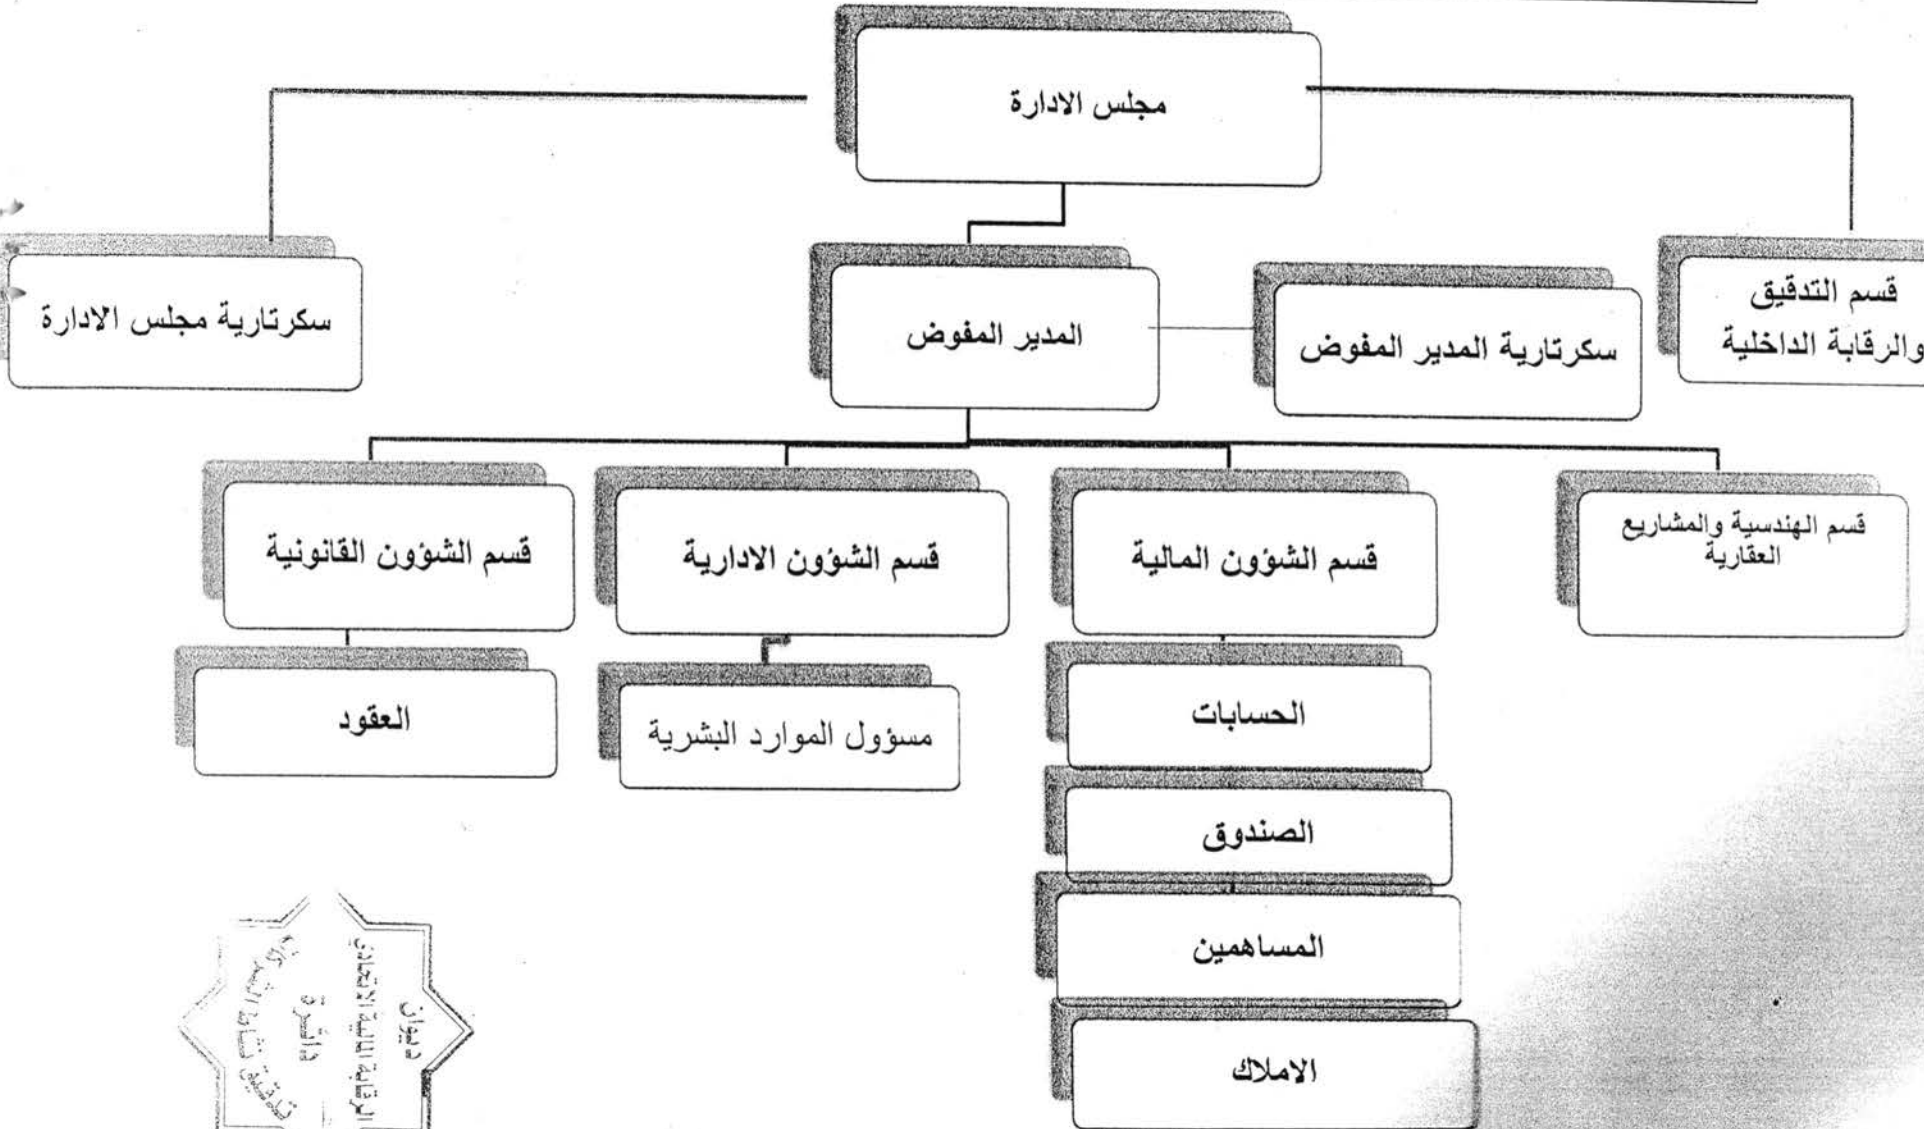 مجلس الادارة
قسم التدقيق
والرقابة الداخلية
سكرتارية المدير المفوض
المدير المفوض
سكرتارية مجلس الادارة
قسم الهندسية والمشاريع
العقارية
قسم الشؤون المالية
قسم الشؤون الادارية
قسم الشؤون القانونية
الحسابات
مسؤول الموارد البشرية
العقود
الصندوق
المساهمين
الاملاك
ديوان
الرقابة المالية الاتحادي
دائرة
تدقيق نشاط